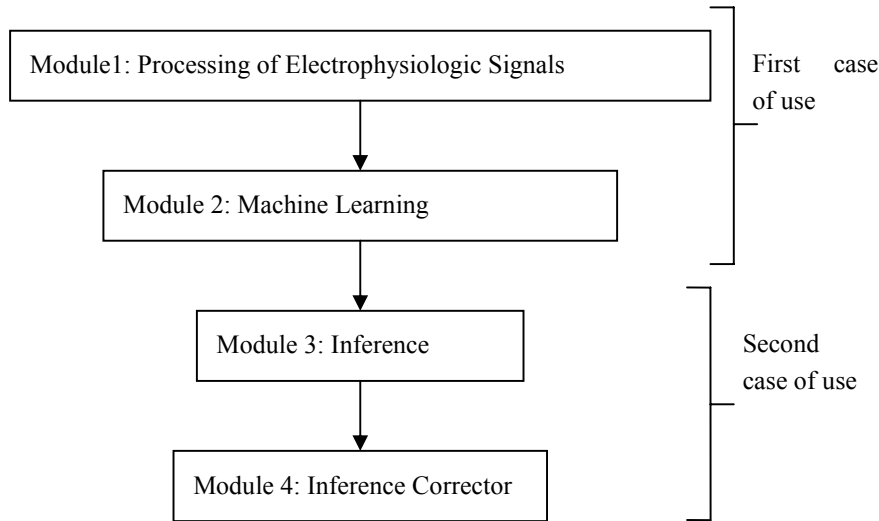 Module1: Processing of Electrophysiologic Signals
First case
of use
Module 2: Machine Learning
Module 3: Inference
Second
case of use
Module 4: Inference Corrector